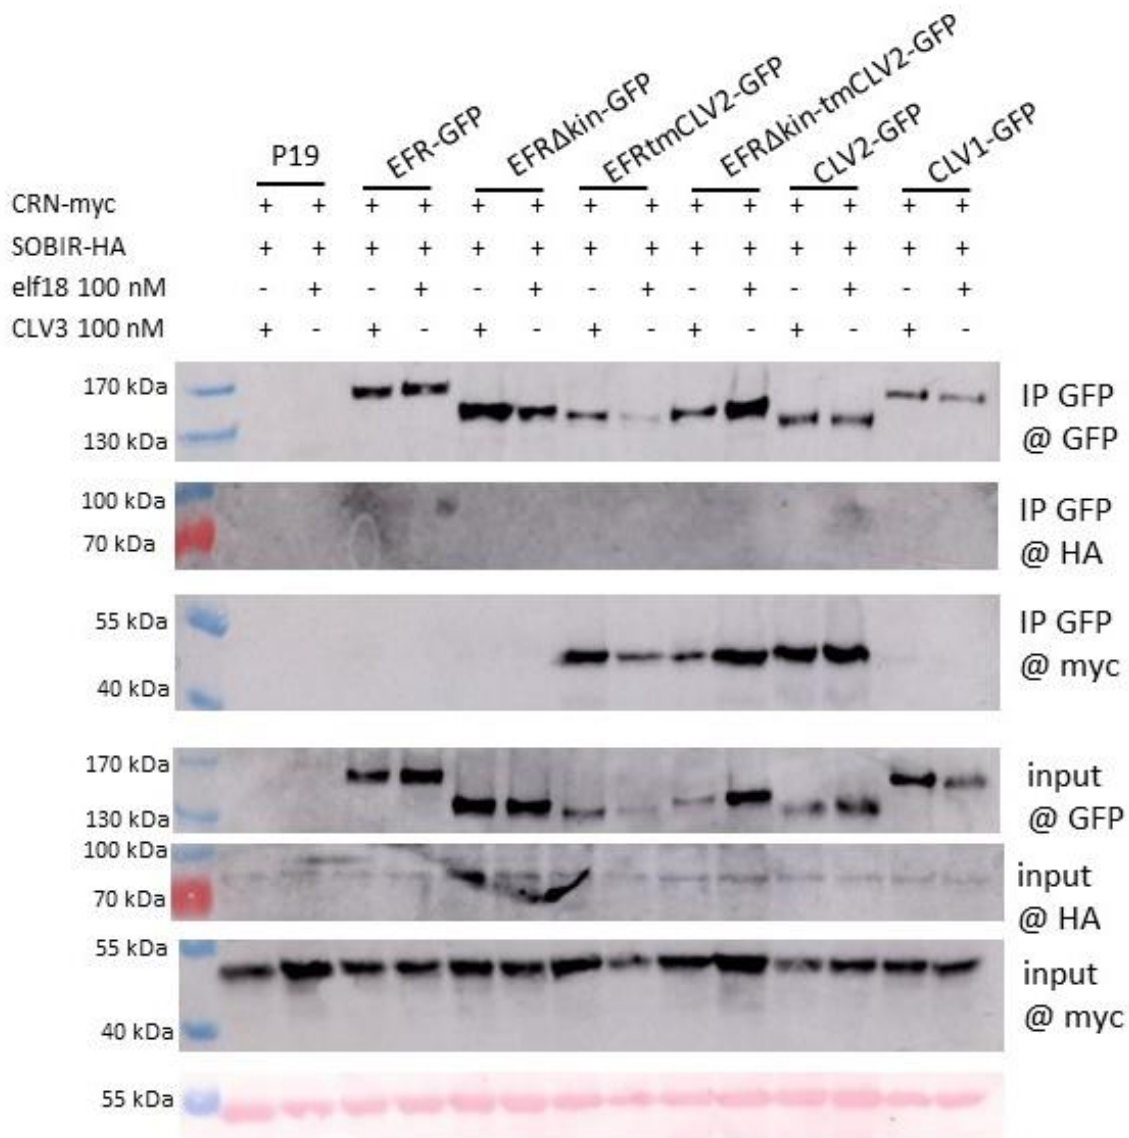 P19 EFR-GFP EFRΔkin-GFP EFRtmCLV2-GFP EFRΔkin-tmCLV2-GFP CLV2-GFP CLV1-GFP
CRN-myc + + + + + + + + + + + + + +
SOBIR-HA + + + + + + + + + + + + + +
elf18 100 nM - + - + - + - + - + - + - +
CLV3 100 nM + - + - + - + - + - + - + -
170 kDa
130 kDa
IP GFP
@ GFP
100 kDa
70 kDa
IP GFP
@ HA
55 kDa
40 kDa
IP GFP
@ myc
170 kDa
130 kDa
input
@ GFP
100 kDa
70 kDa
input
@ HA
55 kDa
40 kDa
input
@ myc
55 kDa